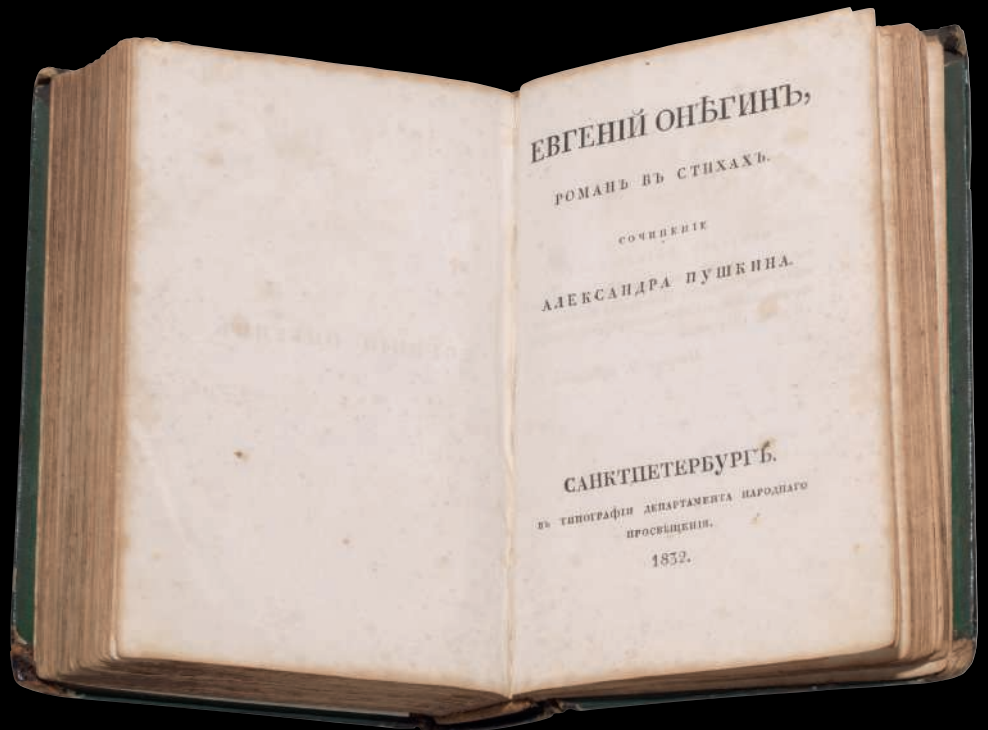 ЕВГЕНІЙ ОНѢГИНЪ,
РОМАНЪ ВЪ СТИХАХЪ.
СОЧИНЕНІЕ
АЛЕКСАНДРА ПУШКИНА.
САНКТПЕТЕРБУРГЪ.
ВЪ ТИПОГРАФІИ ДЕПАРТАМЕНТА НАРОДНАГО
ПРОСВѢЩЕНІЯ.
1832.